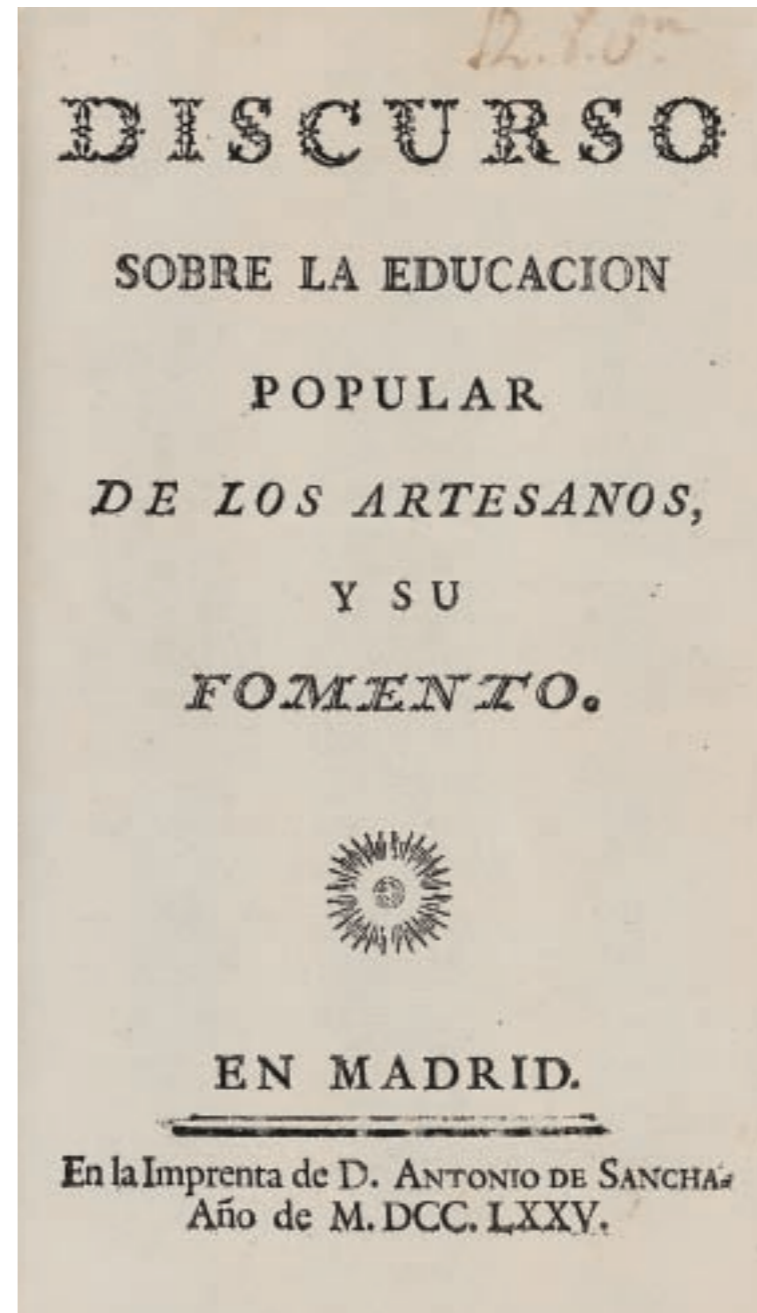 DISCURSO
SOBRE LA EDUCACION
POPULAR
DE LOS ARTESANOS,
Y SU
FOMENTO.
EN MADRID.
En la Imprenta de D. ANTONIO DE SANCHA.
Año de M. DCC. LXXV.